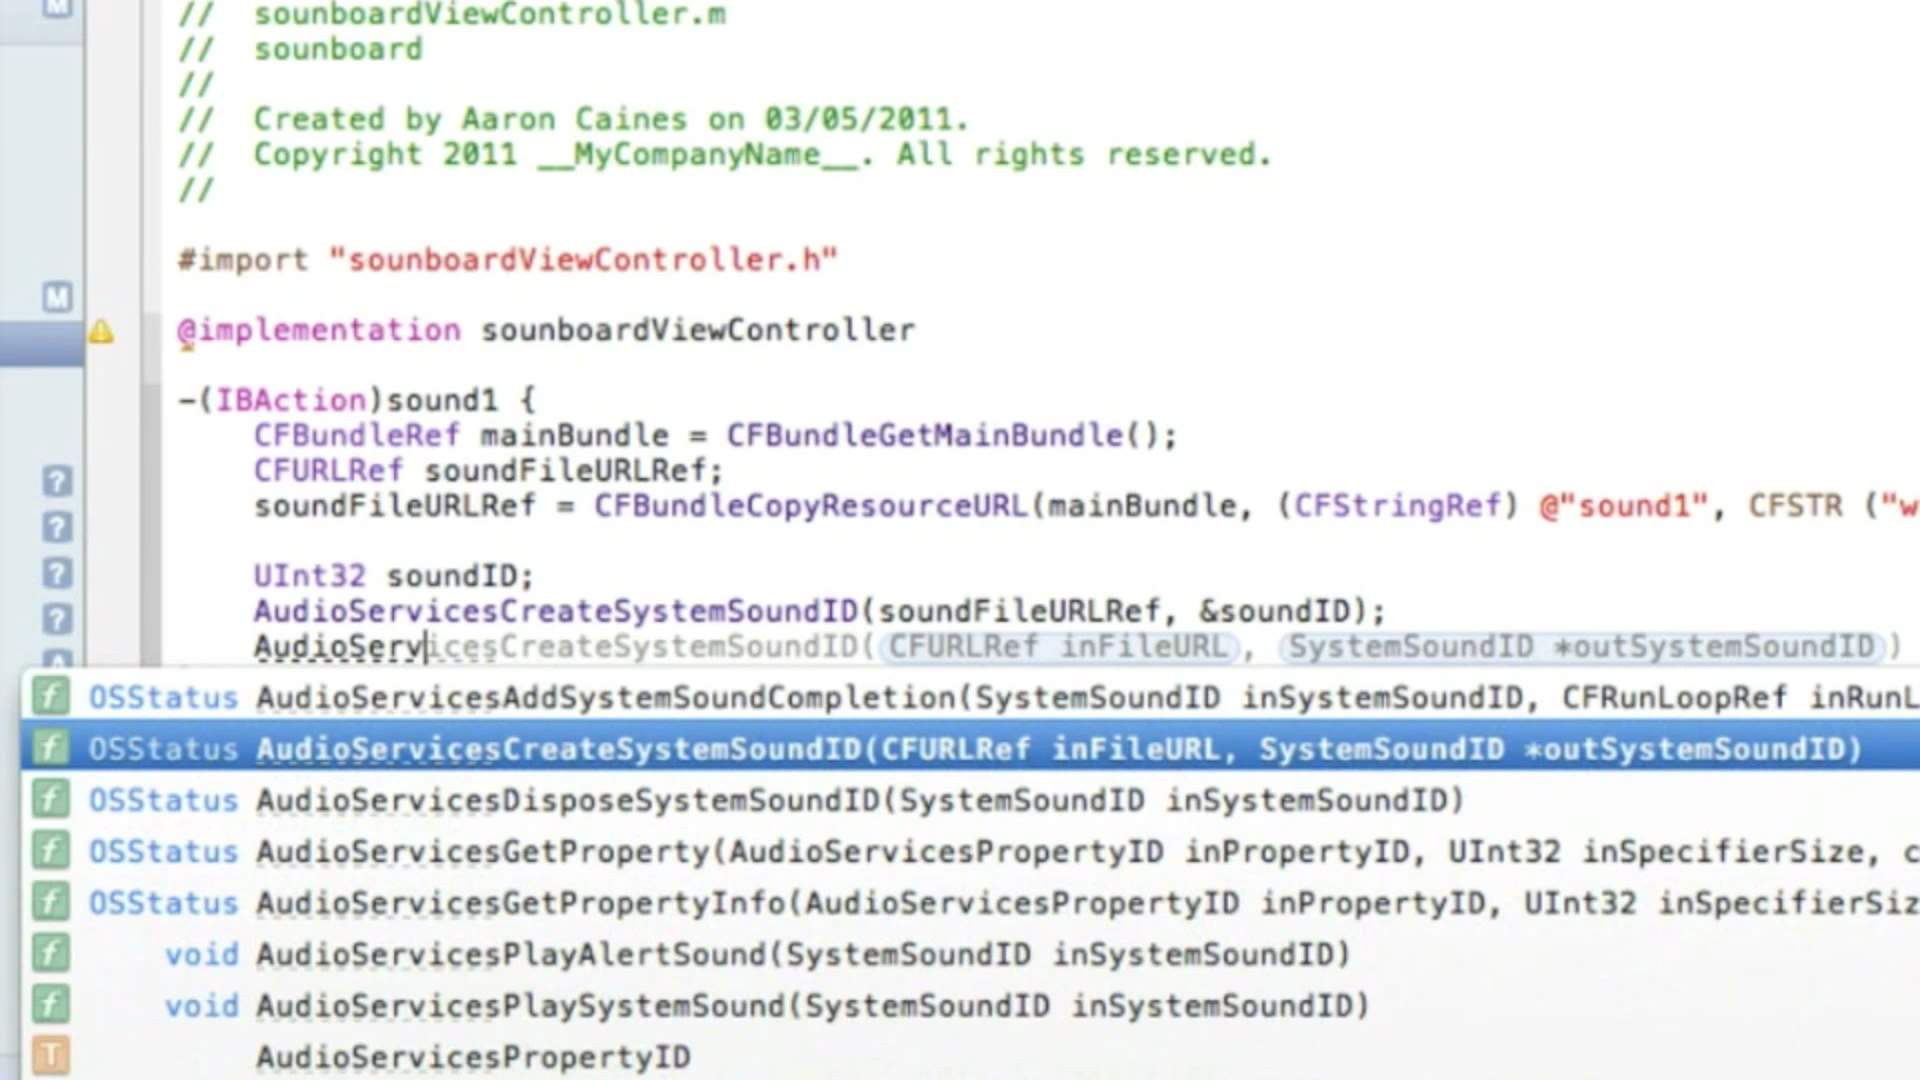 M
// sounboardViewController.m
// sounboard
//
// Created by Aaron Caines on 03/05/2011.
// Copyright 2011 __MyCompanyName__. All rights reserved.
//
#import "sounboardViewController.h"
M
@implementation sounboardViewController
-(IBAction)sound1 {
CFBundleRef mainBundle = CFBundleGetMainBundle();
CFURLRef soundFileURLRef;
?
soundFileURLRef = CFBundleCopyResourceURL(mainBundle, (CFStringRef) @"sound1", CFSTR ("w
?
?
UInt32 soundID;
?
AudioServicesCreateSystemSoundID(soundFileURLRef, &soundID);
AudioServicesCreateSystemSoundID(CFURLRef inFileURL, SystemSoundID *outSystemSoundID)
f OSStatus AudioServicesAddSystemSoundCompletion(SystemSoundID inSystemSoundID, CFRunLoopRef inRunL
f OSStatus AudioServicesCreateSystemSoundID(CFURLRef inFileURL, SystemSoundID *outSystemSoundID)
f OSStatus AudioServicesDisposeSystemSoundID(SystemSoundID inSystemSoundID)
f OSStatus AudioServicesGetProperty(AudioServicesPropertyID inPropertyID, UInt32 inSpecifierSize, c
f OSStatus AudioServicesGetPropertyInfo(AudioServicesPropertyID inPropertyID, UInt32 inSpecifierSiz
f void AudioServicesPlayAlertSound(SystemSoundID inSystemSoundID)
f void AudioServicesPlaySystemSound(SystemSoundID inSystemSoundID)
T AudioServicesPropertyID